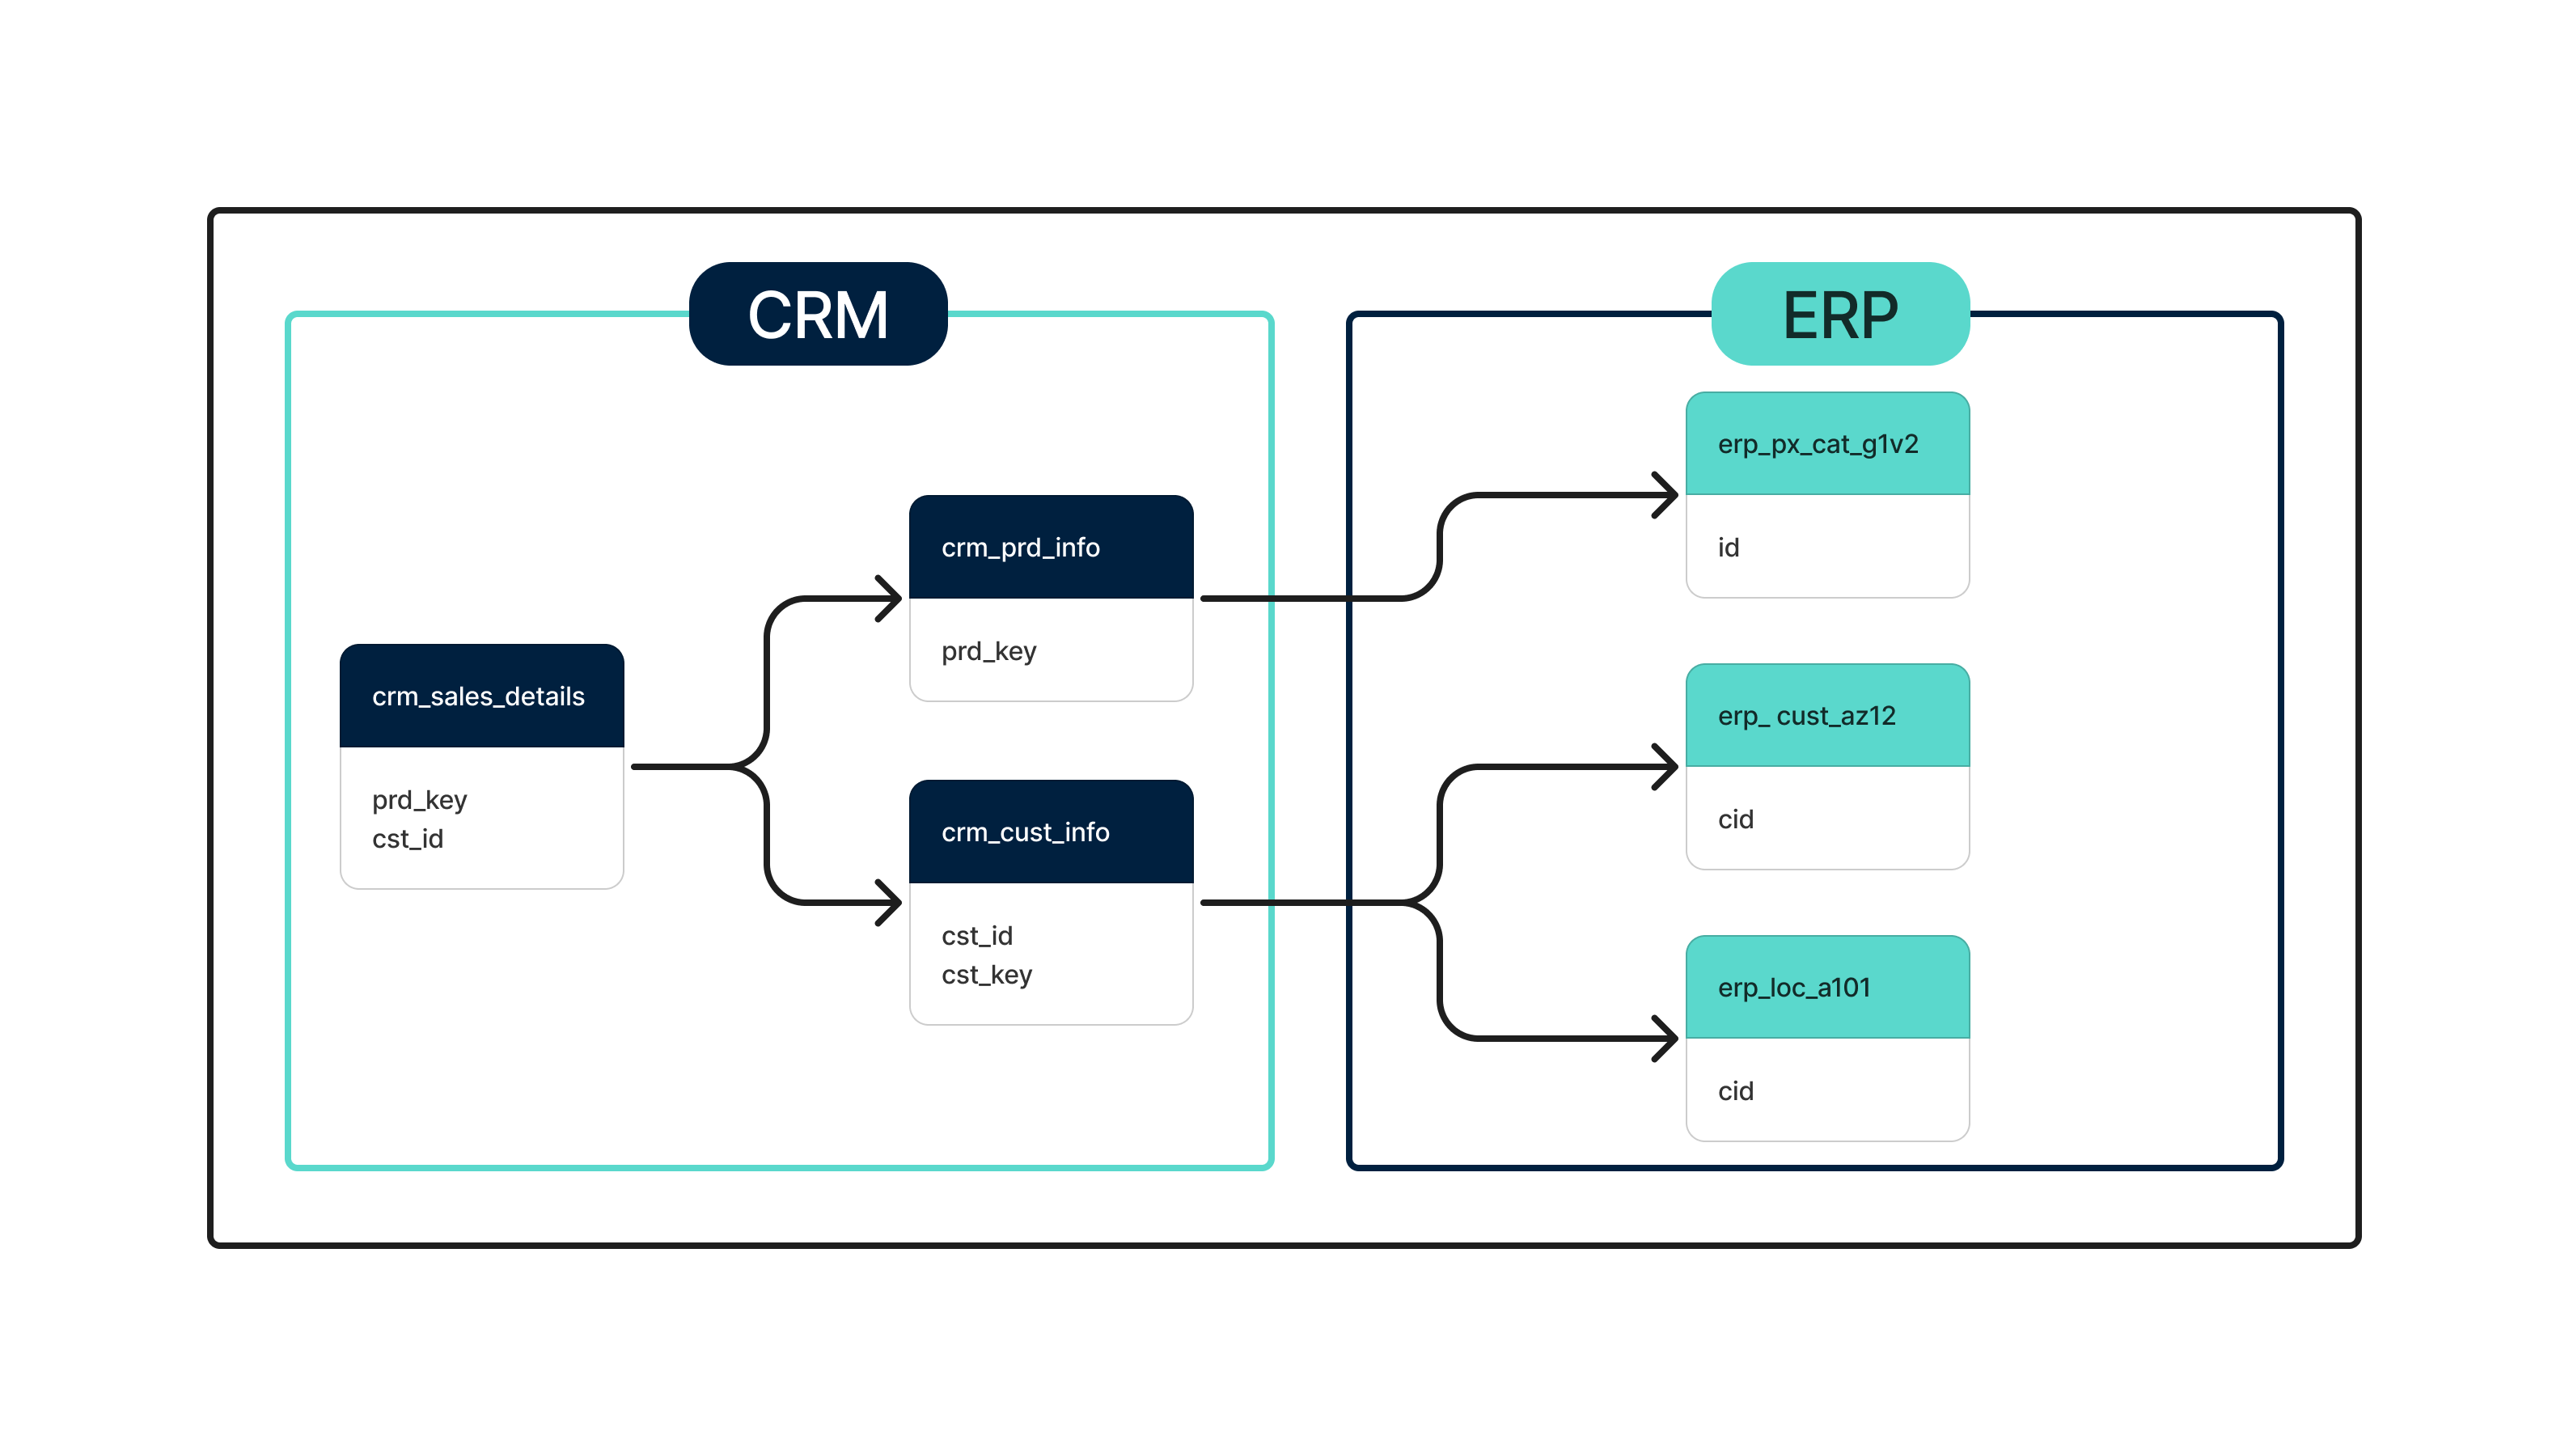 CRM
crm_sales_details
prd_key
cst_id
crm_prd_info
prd_key
crm_cust_info
cst_id
cst_key
ERP
erp_px_cat_g1v2
id
erp_ cust_az12
cid
erp_loc_a101
cid